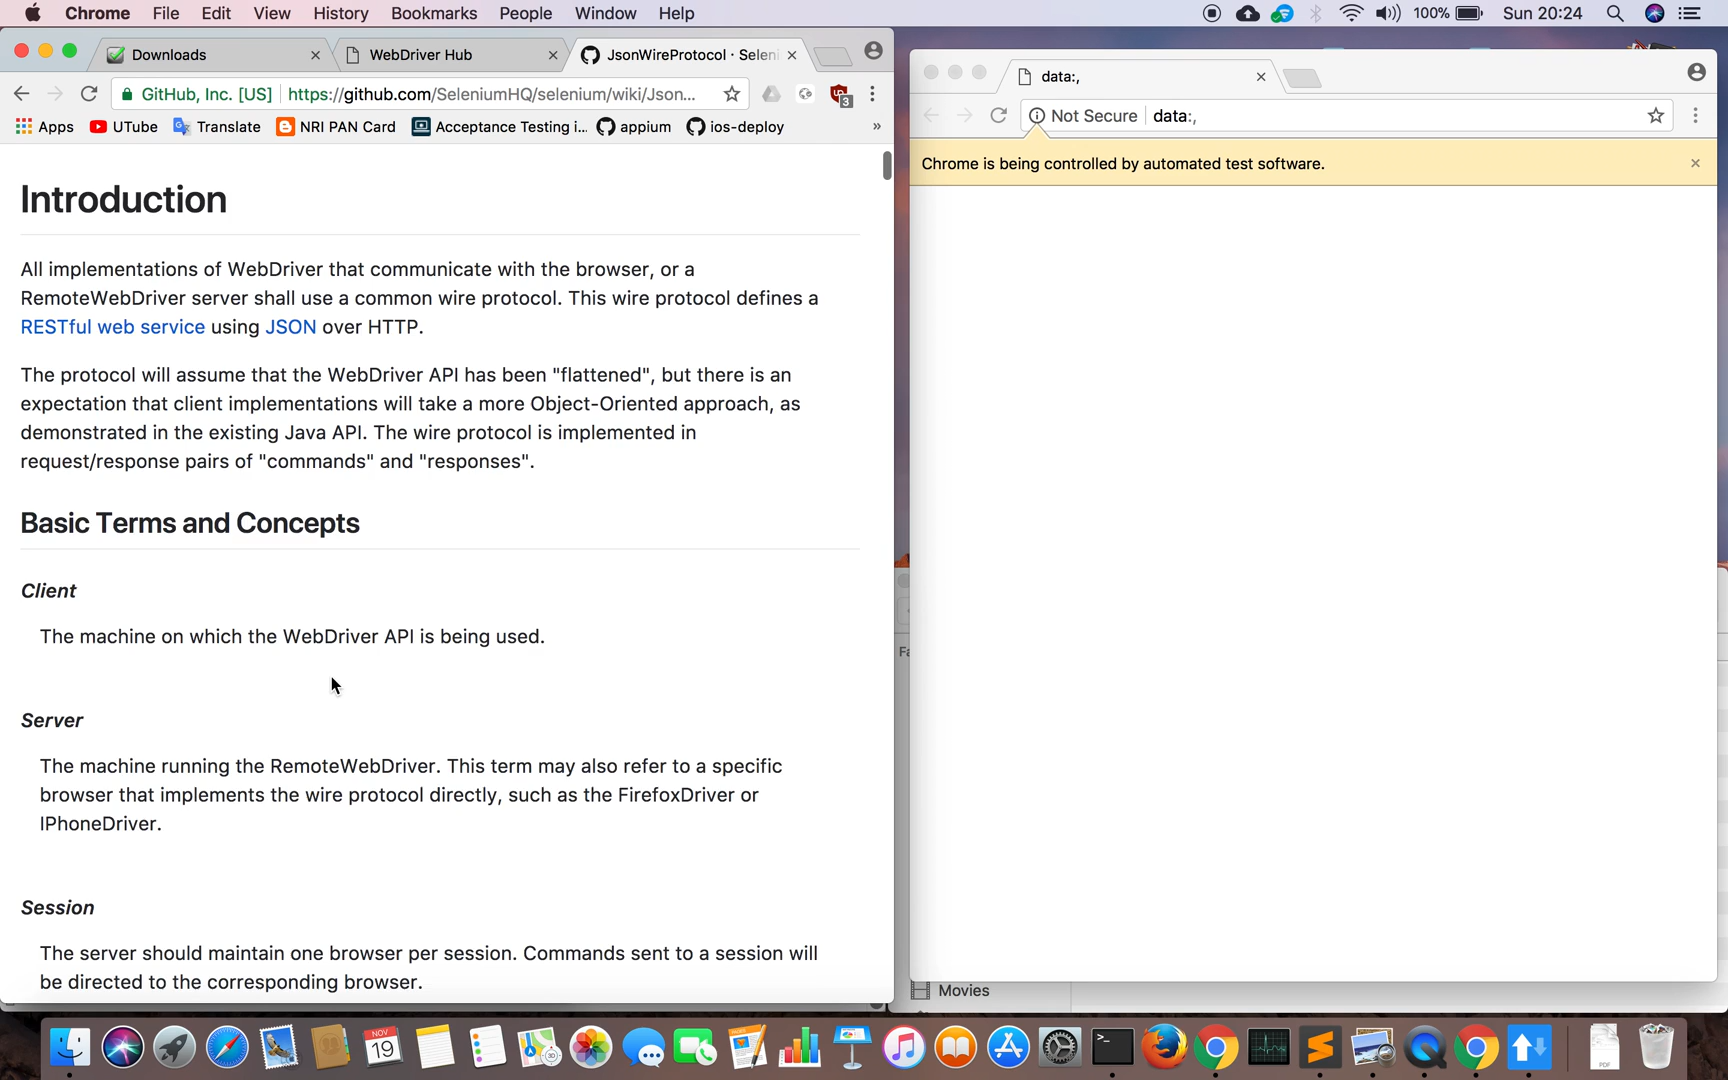 Chrome File Edit View History Bookmarks People Window Help
100% Sun 20:24
Downloads
WebDriver Hub
JsonWireProtocol · Seleni
GitHub, Inc. [US] https://github.com/SeleniumHQ/selenium/wiki/Json...
3
Apps UTube Translate NRI PAN Card Acceptance Testing i... appium ios-deploy »
Introduction
All implementations of WebDriver that communicate with the browser, or a
RemoteWebDriver server shall use a common wire protocol. This wire protocol defines a
RESTful web service using JSON over HTTP.
The protocol will assume that the WebDriver API has been "flattened", but there is an
expectation that client implementations will take a more Object-Oriented approach, as
demonstrated in the existing Java API. The wire protocol is implemented in
request/response pairs of "commands" and "responses".
Basic Terms and Concepts
Client
The machine on which the WebDriver API is being used.
Server
The machine running the RemoteWebDriver. This term may also refer to a specific
browser that implements the wire protocol directly, such as the FirefoxDriver or
IPhoneDriver.
Session
The server should maintain one browser per session. Commands sent to a session will
be directed to the corresponding browser.
data:,
Not Secure data:,
Chrome is being controlled by automated test software.
Fa
Movies
NOV
19
PDF